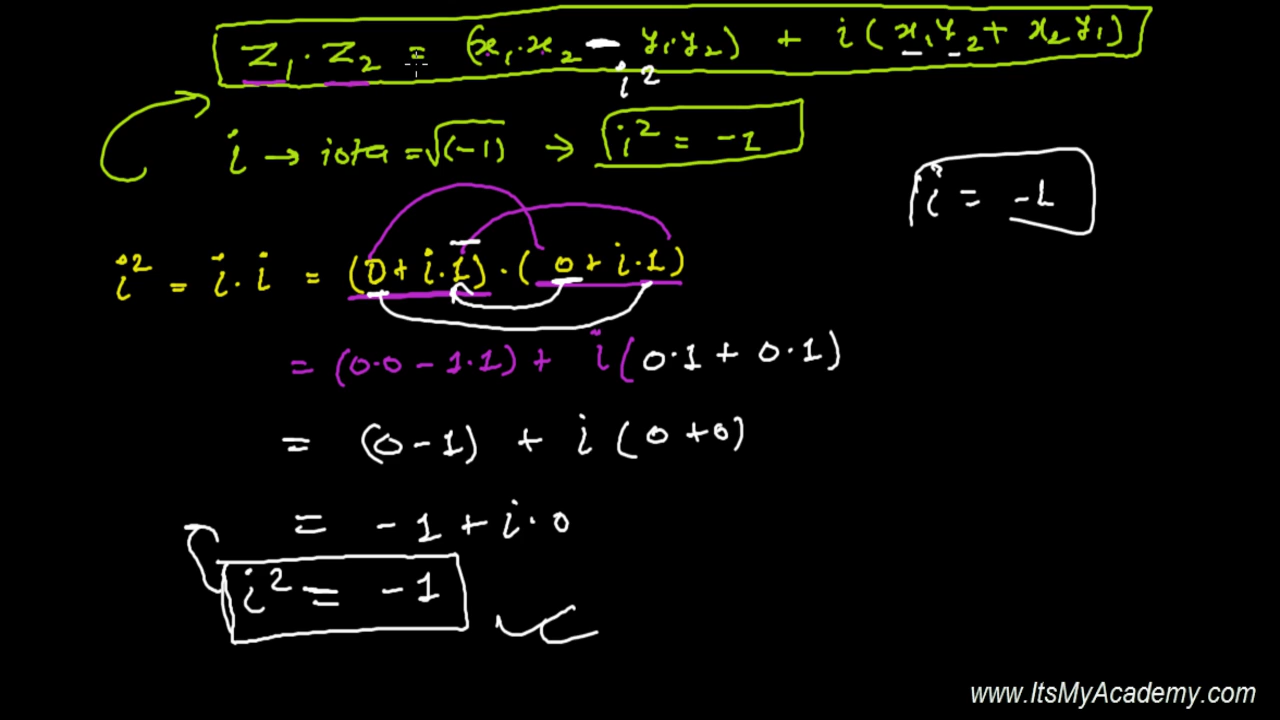 z₁·z₂ = (x₁·x₂ − y₁·y₂) + i(x₁y₂ + x₂y₁)
i²
i → iota = √(-1) → i² = -1
i = -1
i² = i·i = (0 + i·1)·(0 + i·1)
= (0·0 − 1·1) + i(0·1 + 0·1)
= (0 − 1) + i(0 + 0)
= -1 + i·0
i² = -1
www.ItsMyAcademy.com